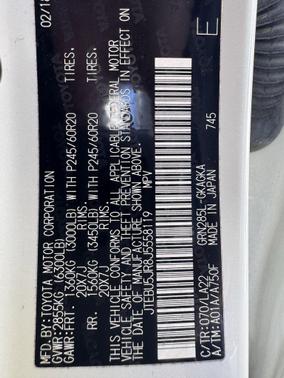 MFD.BY:TOYOTA MOTOR CORPORATION 02/18
GVWR:2855KG (6300LB)
GAWR:FRT. 1360KG (3000LB) WITH P245/60R20 TIRES.
20X7J RIMS
RR. 1560KG (3450LB) WITH P245/60R20 TIRES.
20X7J RIMS
THIS VEHICLE CONFORMS TO ALL APPLICABLE FEDERAL MOTOR
VEHICLE SAFETY AND THEFT PREVENTION STANDARDS IN EFFECT ON
THE DATE OF MANUFACTURE SHOWN ABOVE.
JTEBU5JR8J5558119 MPV
C/TR:070/LA22 GRN285L-GKAGKA
A/TM:A01A/A750F MADE IN JAPAN 745
E